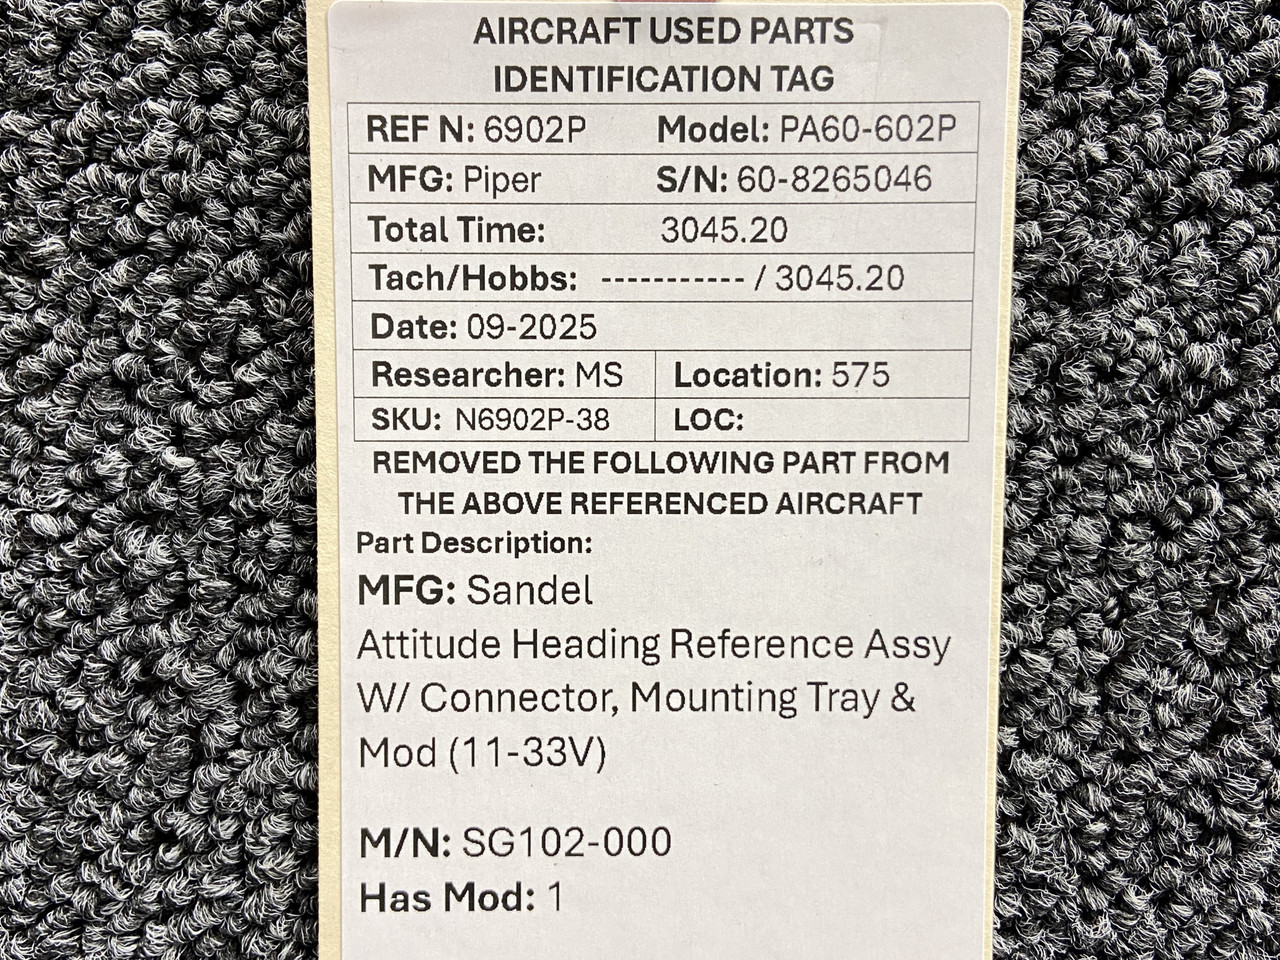 AIRCRAFT USED PARTS
IDENTIFICATION TAG
REF N: 6902P Model: PA60-602P
MFG: Piper S/N: 60-8265046
Total Time: 3045.20
Tach/Hobbs: ----------- / 3045.20
Date: 09-2025
Researcher: MS Location: 575
SKU: N6902P-38 LOC:
REMOVED THE FOLLOWING PART FROM
THE ABOVE REFERENCED AIRCRAFT
Part Description:
MFG: Sandel
Attitude Heading Reference Assy
W/ Connector, Mounting Tray &
Mod (11-33V)
M/N: SG102-000
Has Mod: 1